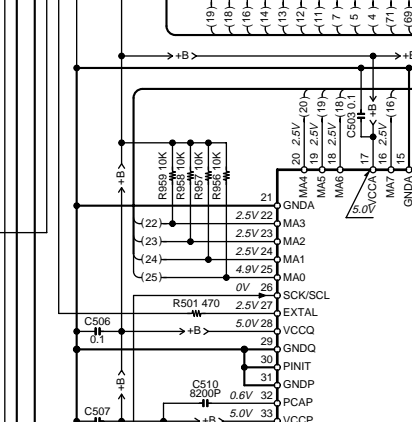 (19)
(18)
(16)
(14)
(13)
(12)
(11)
(7)
(5)
(4)
(71)
(69
+B
+B
R959 10K
R958 10K
R957 10K
R956 10K
+B
(20)
(19)
(18)
C503 0.1
+B
(16)
2.5V
2.5V
2.5V
2.5V
20
19
18
17
16
15
MA4
MA5
MA6
VCCA
MA7
GNDA
5.0V
21 GNDA
(22) 2.5V 22 MA3
(23) 2.5V 23 MA2
(24) 2.5V 24 MA1
(25) 4.9V 25 MA0
0V 26 SCK/SCL
R501 470 2.5V 27 EXTAL
C506
0.1
+B 5.0V 28 VCCQ
29 GNDQ
30 PINIT
31 GNDP
+B
C510
8200P
0.6V 32 PCAP
C507
+B 5.0V 33 VCCP